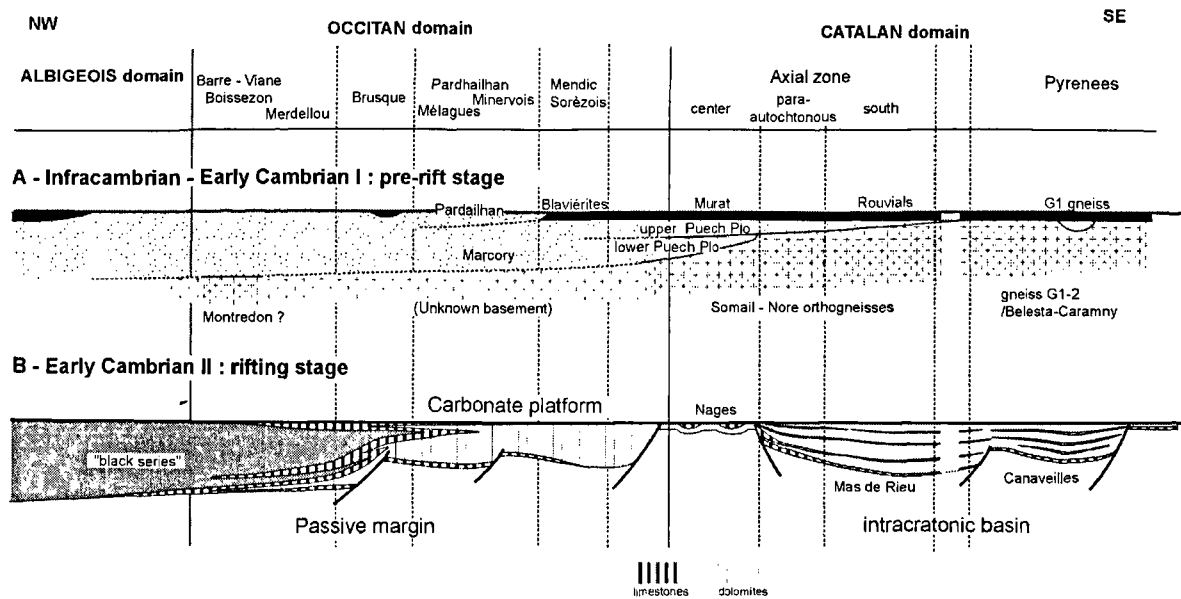 NW
SE
OCCITAN domain
CATALAN domain
ALBIGEOIS domain
Barre - Viane
Boissezon
Merdellou
Brusque
Pardhailhan
Minervois
Mélagues
Mendic
Sorèzois
Axial zone
center
para-
autochtonous
south
Pyrenees
A - Infracambrian - Early Cambrian I : pre-rift stage
Pardailhan
Blaviérites
Murat
Rouvials
G1 gneiss
upper Puech Plo
lower Puech Plo
Marcory
Montredon ?
(Unknown basement)
Somail - Nore orthogneisses
gneiss G1-2
/Belesta-Caramny
B - Early Cambrian II : rifting stage
Carbonate platform
Nages
"black series"
Mas de Rieu
Canaveilles
Passive margin
intracratonic basin
limestones
dolomites